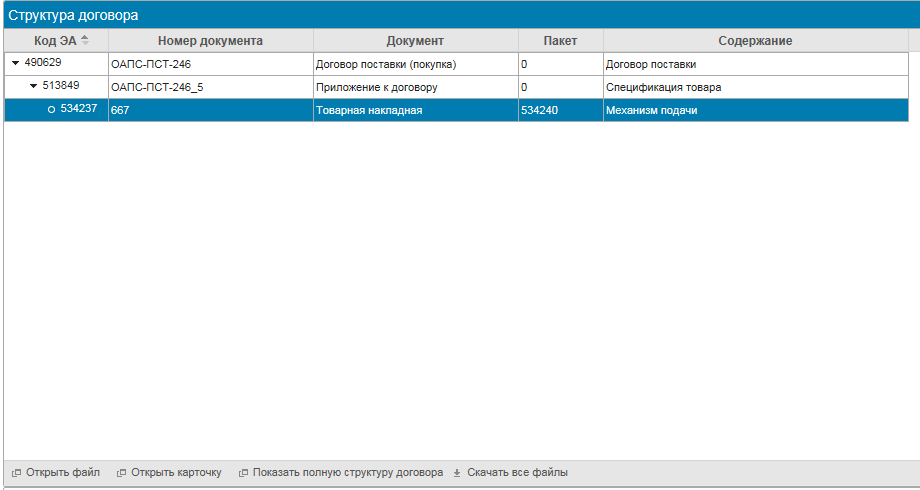 Структура договора
Код ЭА Номер документа Документ Пакет Содержание
490629 ОАПС-ПСТ-246 Договор поставки (покупка) 0 Договор поставки
513849 ОАПС-ПСТ-246_5 Приложение к договору 0 Спецификация товара
534237 667 Товарная накладная 534240 Механизм подачи
Открыть файл Открыть карточку Показать полную структуру договора Скачать все файлы